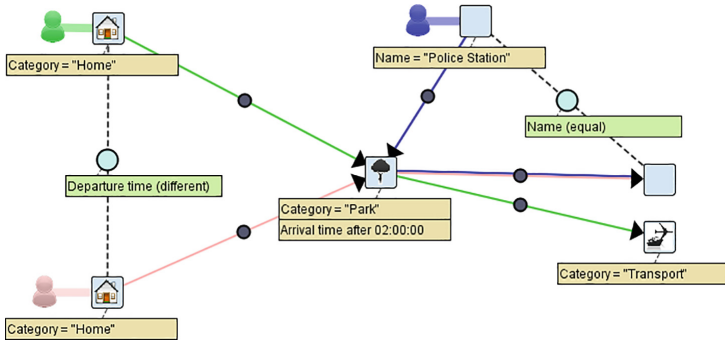 Category = "Home"
Name = "Police Station"
Name (equal)
Departure time (different)
Category = "Park"
Arrival time after 02:00:00
Category = "Transport"
Category = "Home"